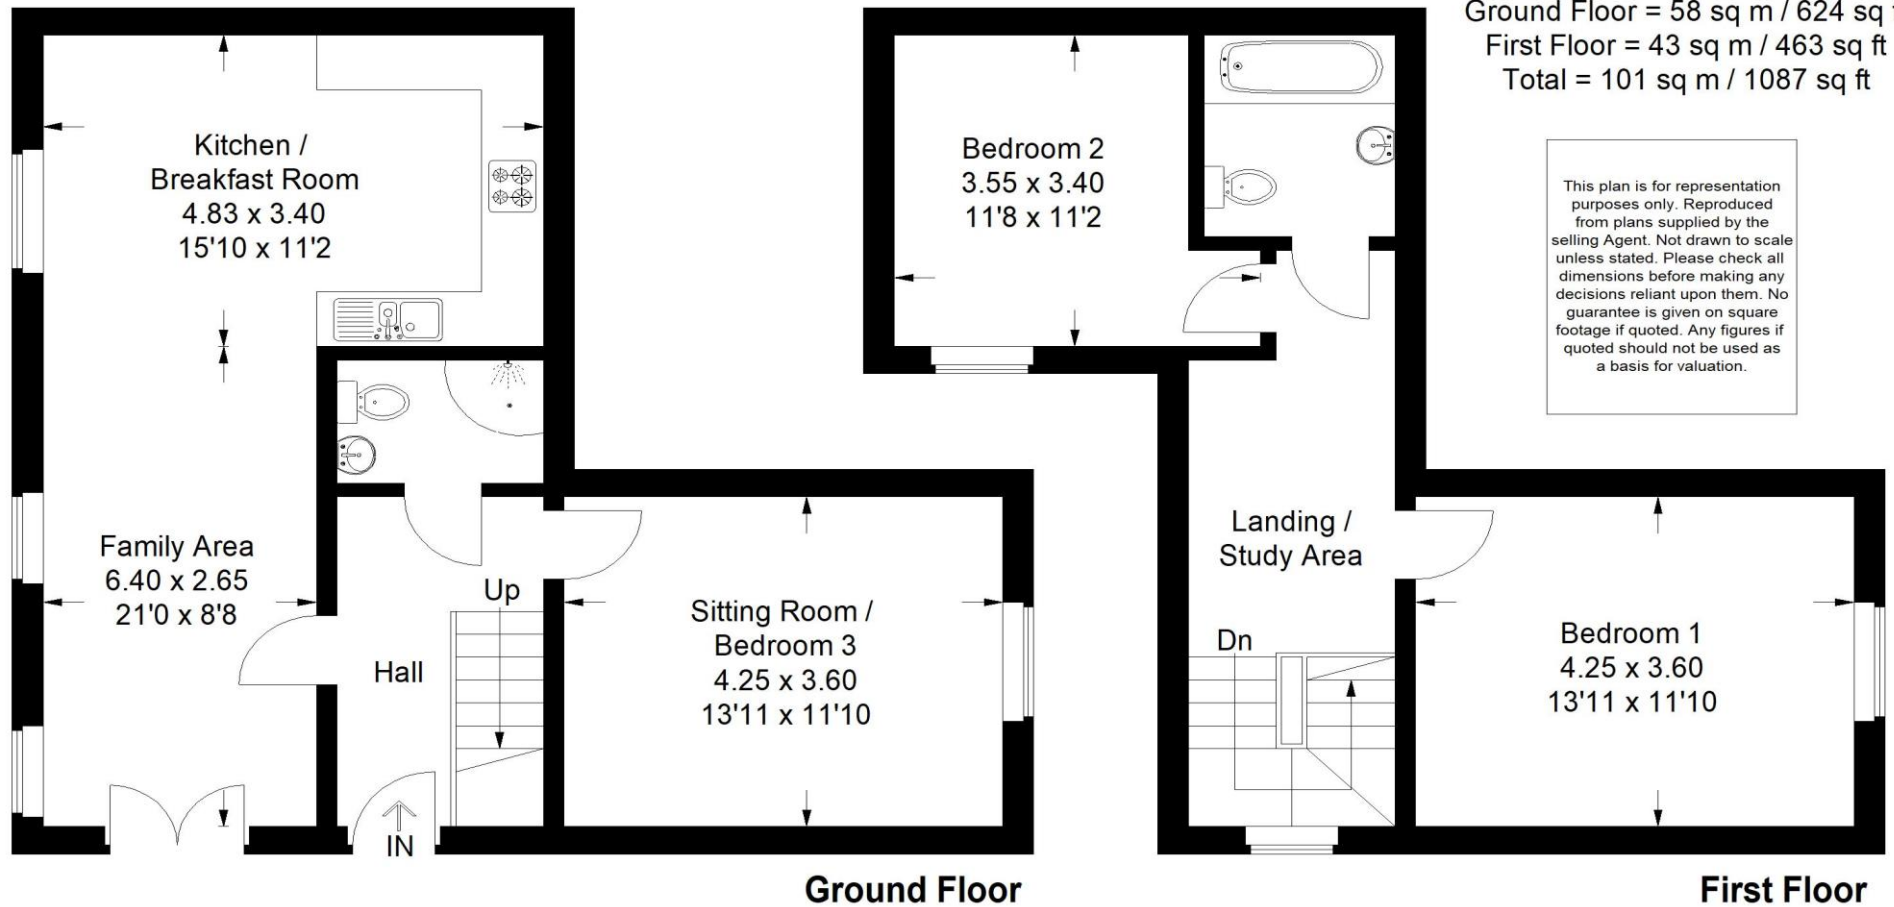 Ground Floor = 58 sq m / 624 sq
First Floor = 43 sq m / 463 sq ft
Total = 101 sq m / 1087 sq ft
Kitchen /
Breakfast Room
4.83 x 3.40
15'10 x 11'2
Family Area
6.40 x 2.65
21'0 x 8'8
Hall
Up
IN
Sitting Room /
Bedroom 3
4.25 x 3.60
13'11 x 11'10
Ground Floor
Bedroom 2
3.55 x 3.40
11'8 x 11'2
Landing /
Study Area
Dn
Bedroom 1
4.25 x 3.60
13'11 x 11'10
First Floor
This plan is for representation
purposes only. Reproduced
from plans supplied by the
selling Agent. Not drawn to scale
unless stated. Please check all
dimensions before making any
decisions reliant upon them. No
guarantee is given on square
footage if quoted. Any figures if
quoted should not be used as
a basis for valuation.